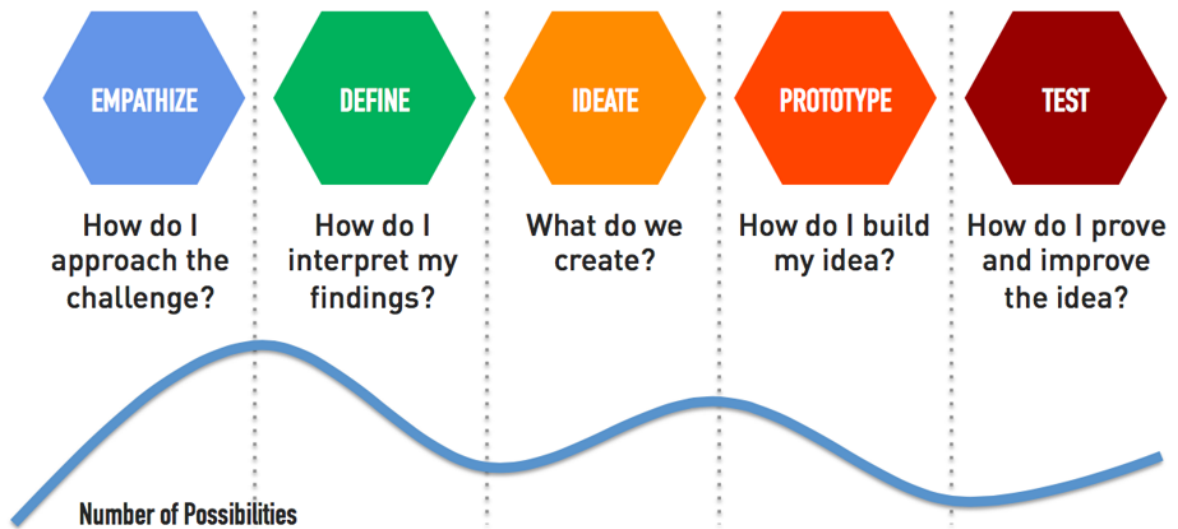 EMPATHIZE
DEFINE
IDEATE
PROTOTYPE
TEST
How do I
approach the
challenge?
How do I
interpret my
findings?
What do we
create?
How do I build
my idea?
How do I prove
and improve
the idea?
Number of Possibilities